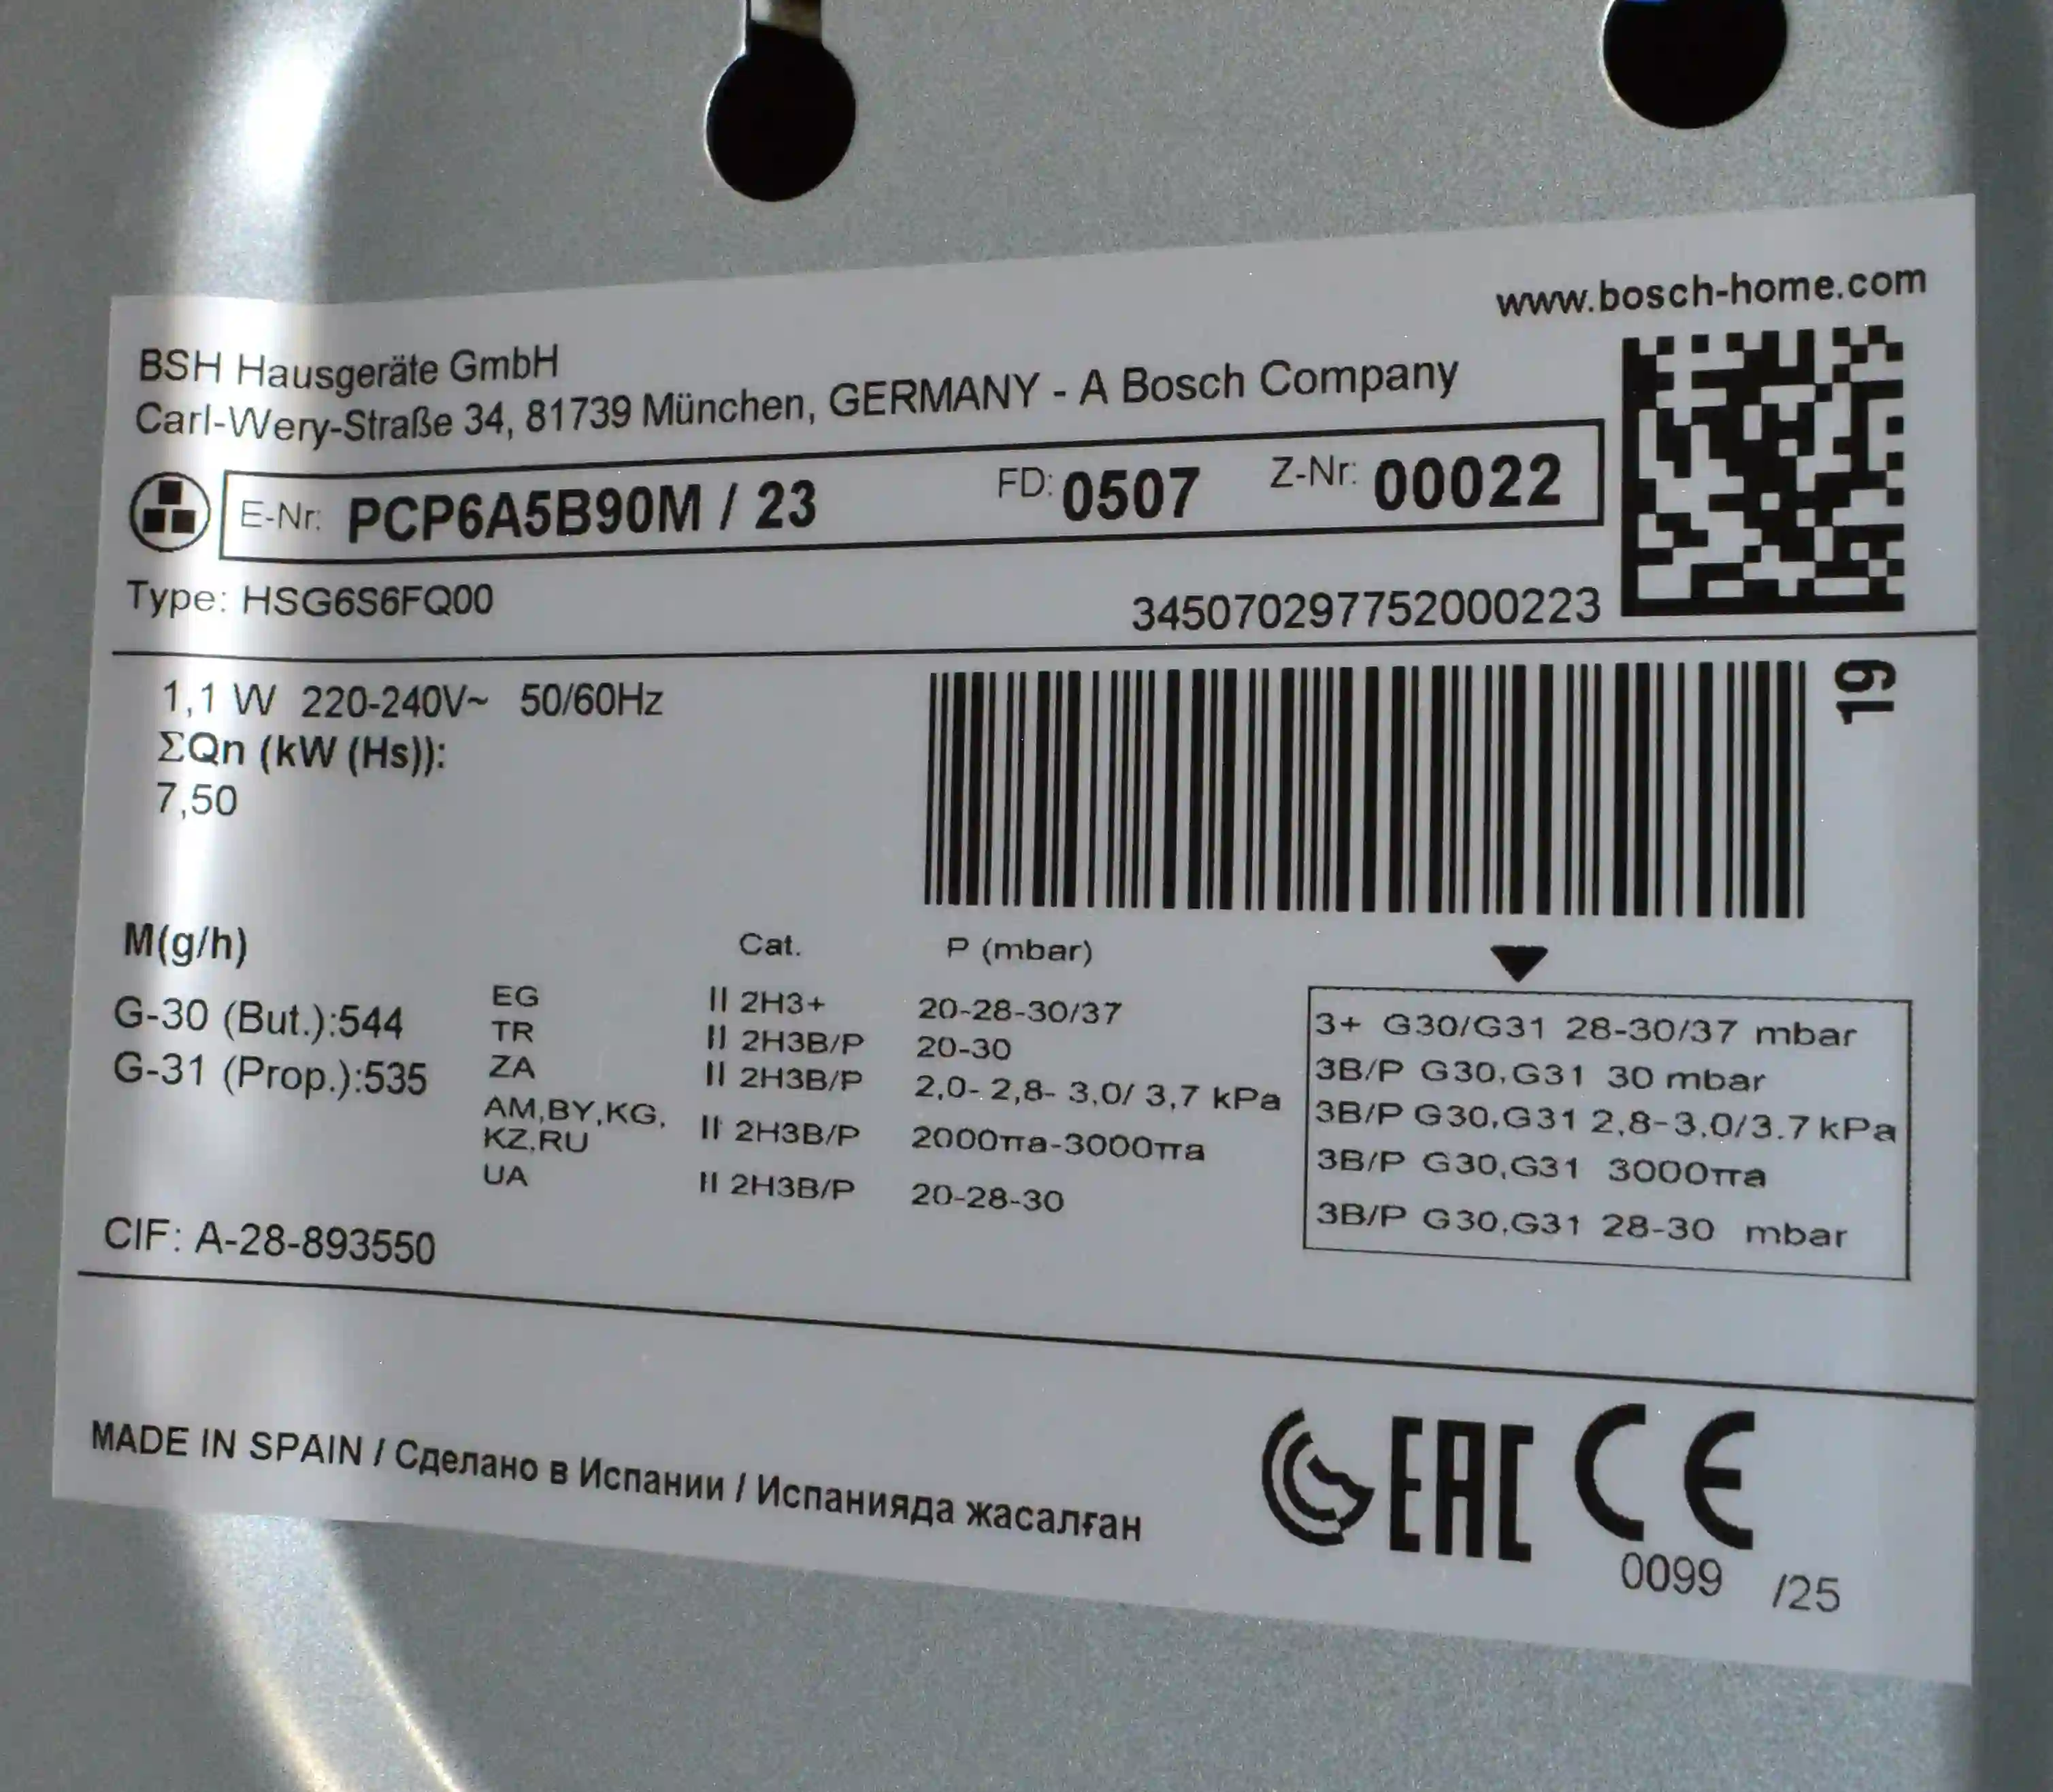 www.bosch-home.com
BSH Hausgeräte GmbH
Carl-Wery-Straße 34, 81739 München, GERMANY - A Bosch Company
E-Nr: PCP6A5B90M / 23 FD: 0507 Z-Nr: 00022
Type: HSG6S6FQ00 345070297752000223
19
1,1 W 220-240V~ 50/60Hz
ΣQn (kW (Hs)):
7,50
M(g/h)
G-30 (But.):544
G-31 (Prop.):535
Cat. P (mbar)
EG II 2H3+ 20-28-30/37 3+ G30/G31 28-30/37 mbar
TR II 2H3B/P 20-30 3B/P G30,G31 30 mbar
ZA II 2H3B/P 2,0- 2,8- 3,0/ 3,7 kPa 3B/P G30,G31 2,8-3,0/3.7 kPa
AM,BY,KG,
KZ,RU II 2H3B/P 2000πа-3000πа 3B/P G30,G31 3000πа
UA II 2H3B/P 20-28-30 3B/P G30,G31 28-30 mbar
CIF: A-28-893550
MADE IN SPAIN / Сделано в Испании / Испанияда жасалған
EAC CE
0099 /25